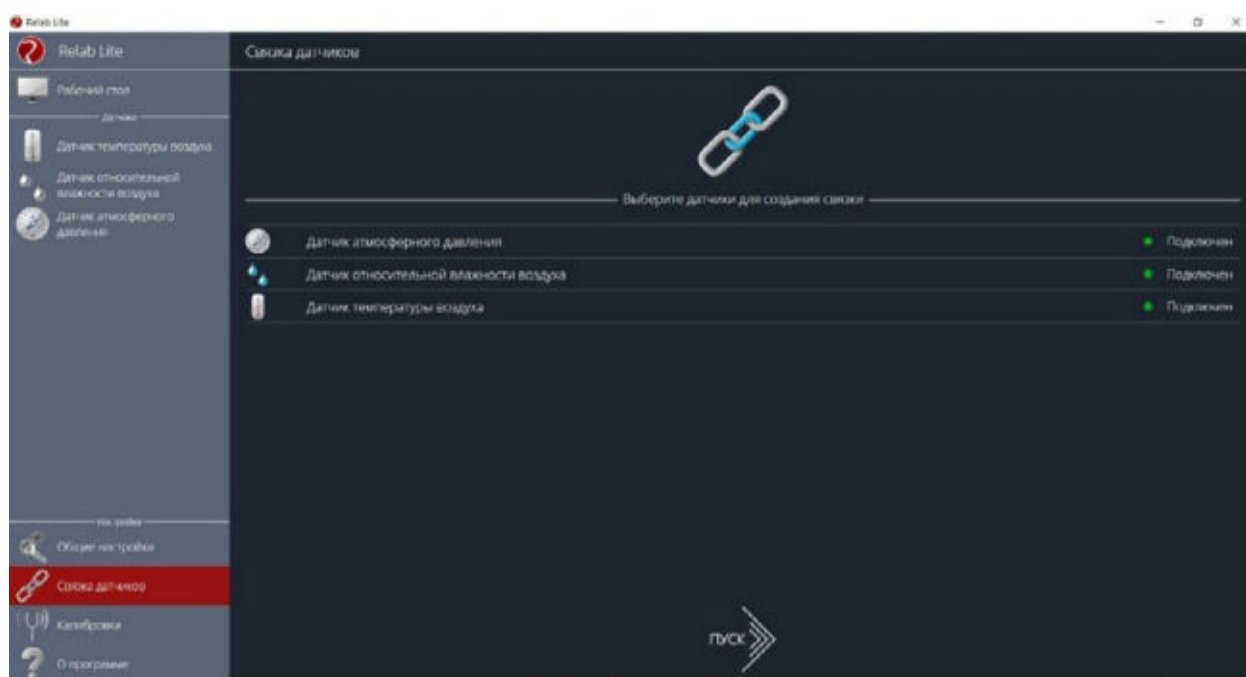 Relab Lite
Relab Lite
Связка датчиков
Рабочий стол
Датчики
Датчик температуры воздуха
Датчик относительной
влажности воздуха
Датчик атмосферного
давления
Выберите датчики для создания связки
Датчик атмосферного давления
Подключен
Датчик относительной влажности воздуха
Подключен
Датчик температуры воздуха
Подключен
Настройки
Общие настройки
Связка датчиков
Калибровка
О программе
ПУСК